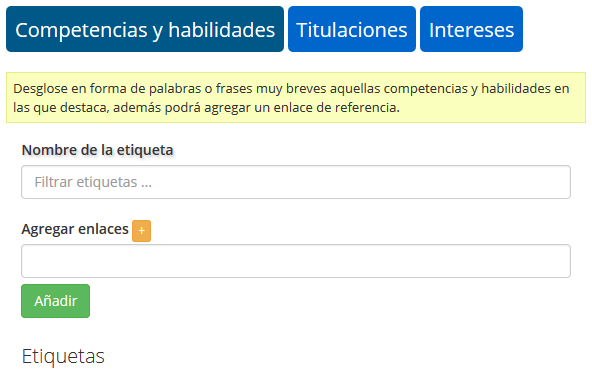 Competencias y habilidades Titulaciones Intereses
Desglose en forma de palabras o frases muy breves aquellas competencias y habilidades en
las que destaca, además podrá agregar un enlace de referencia.
Nombre de la etiqueta
Filtrar etiquetas ...
Agregar enlaces +
Añadir
Etiquetas